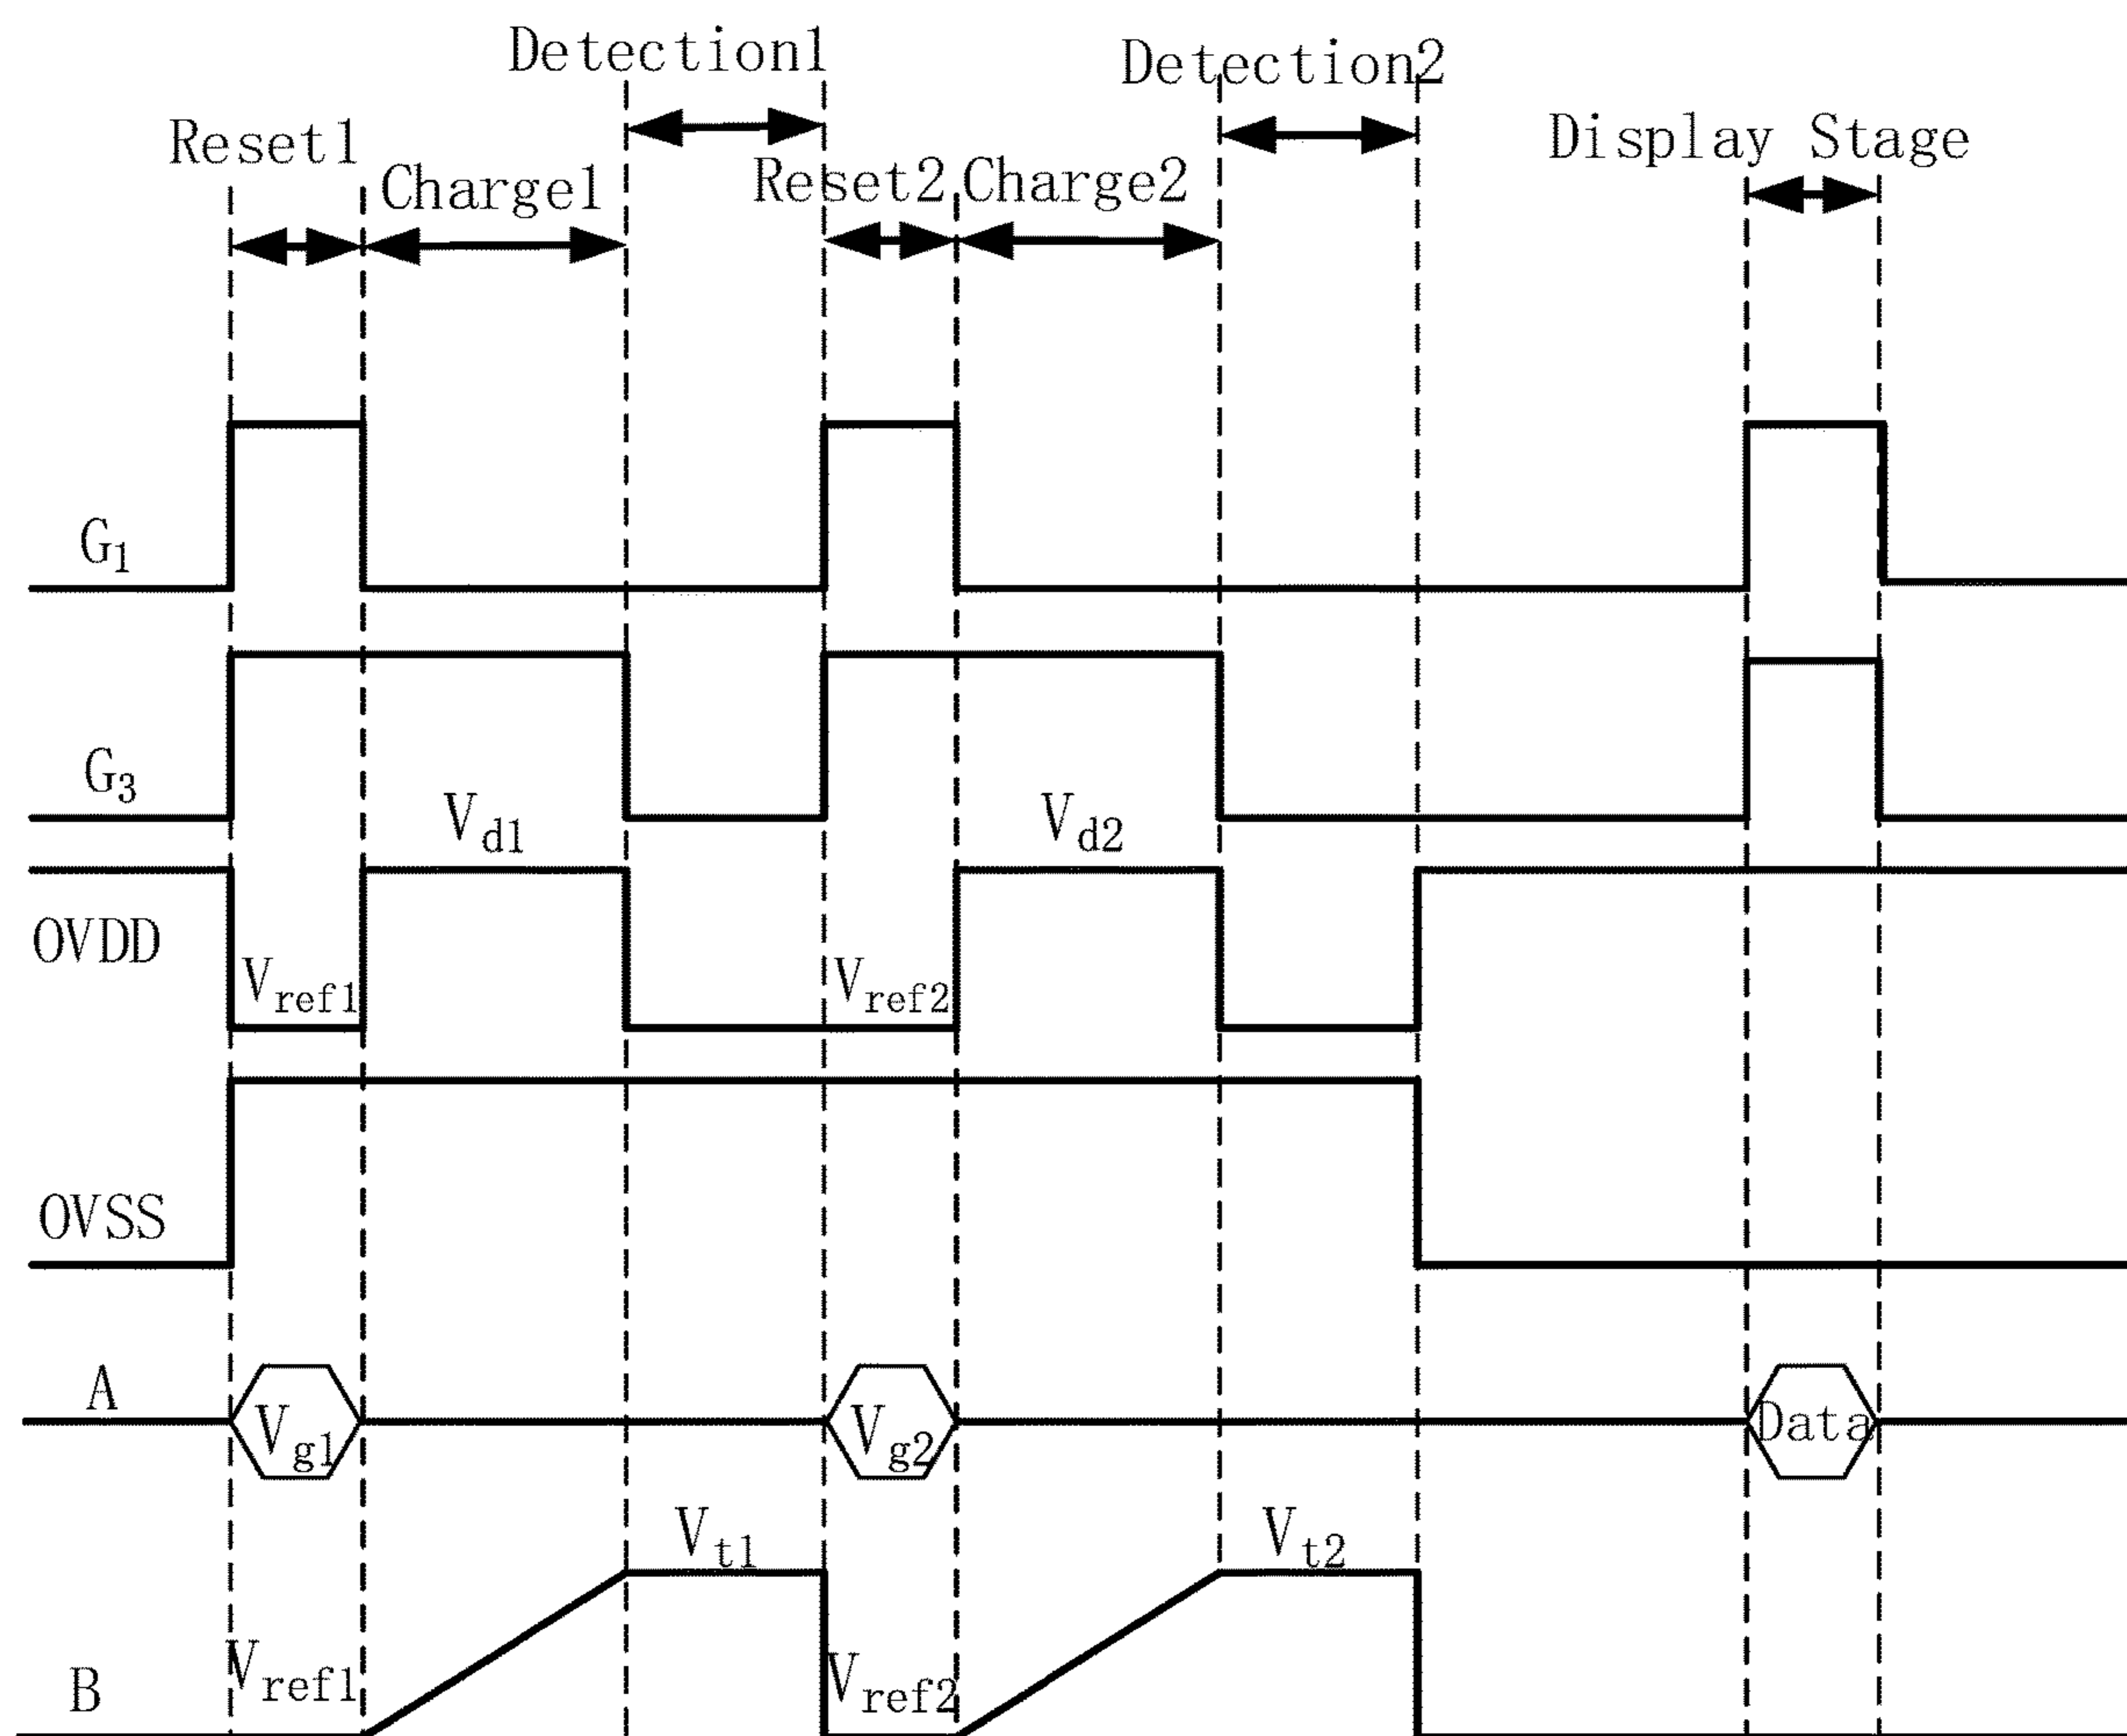 Detection1
Detection2
Reset1
Display Stage
Charge1
Reset2
Charge2
G1
G3
Vd1
Vd2
OVDD
Vref1
Vref2
OVSS
A
Vg1
Vg2
Data
Vt1
Vt2
B
Vref1
Vref2